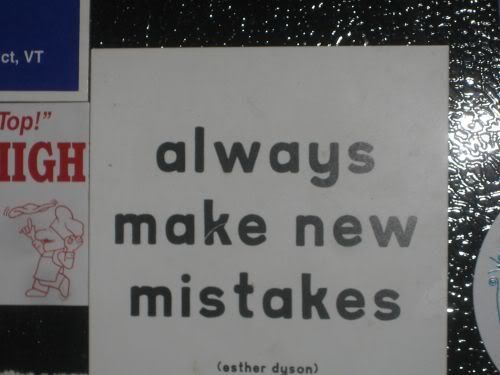 ct, VT
Top!”
HIGH
always
make new
mistakes
(esther dyson)